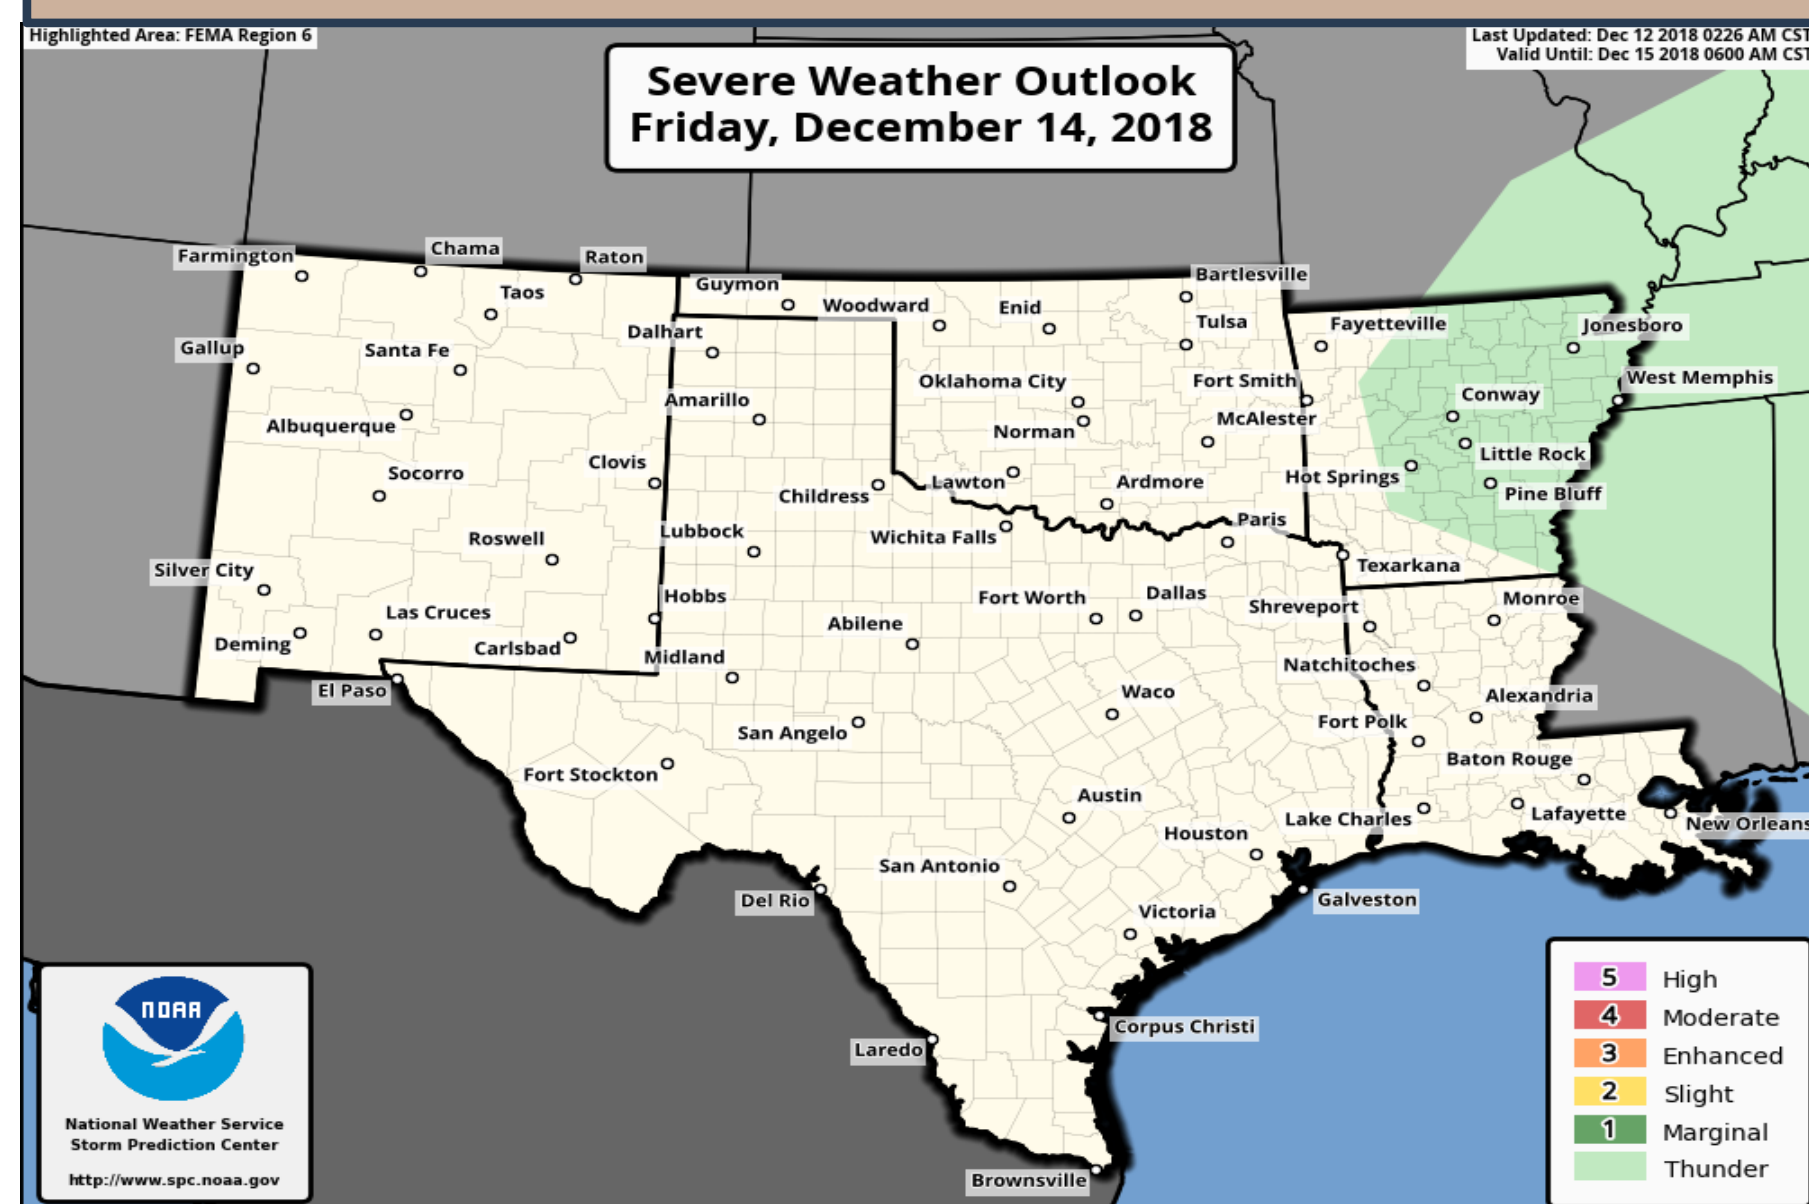 Highlighted Area: FEMA Region 6
Last Updated: Dec 12 2018 0226 AM CST
Valid Until: Dec 15 2018 0600 AM CST
Severe Weather Outlook
Friday, December 14, 2018
Farmington
Chama
Raton
Taos
Guymon
Woodward
Enid
Bartlesville
Dalhart
Tulsa
Fayetteville
Jonesboro
Gallup
Santa Fe
Amarillo
Oklahoma City
Fort Smith
Conway
West Memphis
Albuquerque
Norman
McAlester
Little Rock
Socorro
Clovis
Childress
Lawton
Ardmore
Hot Springs
Pine Bluff
Roswell
Lubbock
Wichita Falls
Paris
Silver City
Texarkana
Las Cruces
Hobbs
Abilene
Fort Worth
Dallas
Shreveport
Monroe
Deming
Carlsbad
Midland
Natchitoches
El Paso
San Angelo
Waco
Fort Polk
Alexandria
Fort Stockton
Baton Rouge
Austin
Houston
Lake Charles
Lafayette
New Orleans
San Antonio
Del Rio
Victoria
Galveston
Laredo
Corpus Christi
Brownsville
NOAA
National Weather Service
Storm Prediction Center
http://www.spc.noaa.gov
5 High
4 Moderate
3 Enhanced
2 Slight
1 Marginal
Thunder